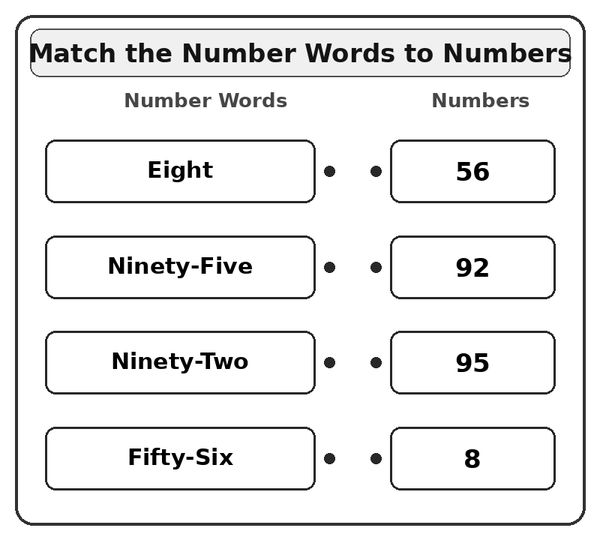 Match the Number Words to Numbers
Number Words Numbers
Eight 56
Ninety-Five 92
Ninety-Two 95
Fifty-Six 8